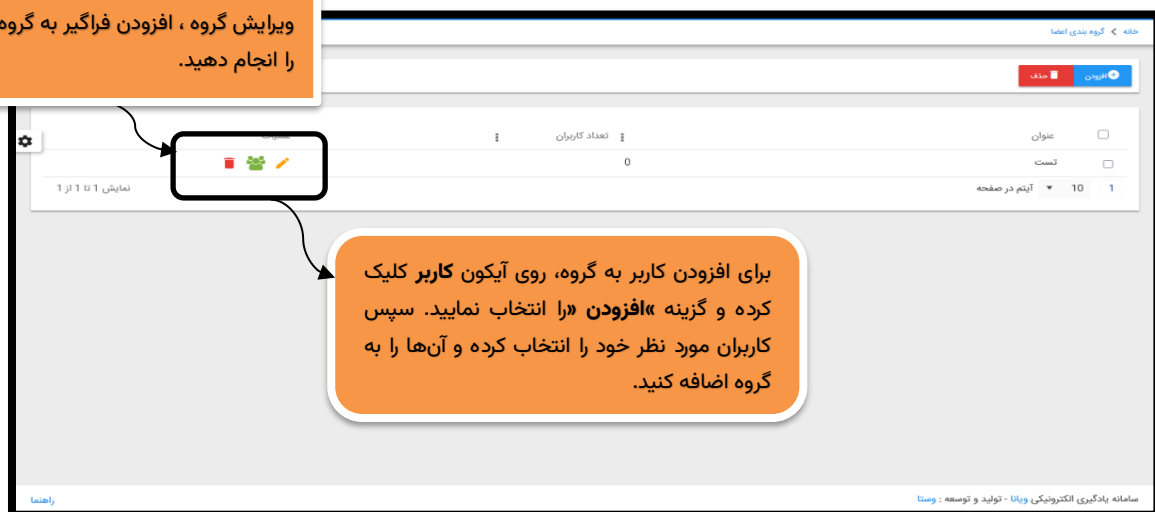 ویرایش گروه ، افزودن فراگیر به گروه
را انجام دهید.
خانه › گروه بندی اعضا
افزودن حذف
عنوان تعداد کاربران
تست 0
1 10 آیتم در صفحه نمایش 1 تا 1 از 1
برای افزودن کاربر به گروه، روی آیکون کاربر کلیک
کرده و گزینه »افزودن «را انتخاب نمایید. سپس
کاربران مورد نظر خود را انتخاب کرده و آن‌ها را به
گروه اضافه کنید.
سامانه یادگیری الکترونیکی ویانا - تولید و توسعه : وستا راهنما